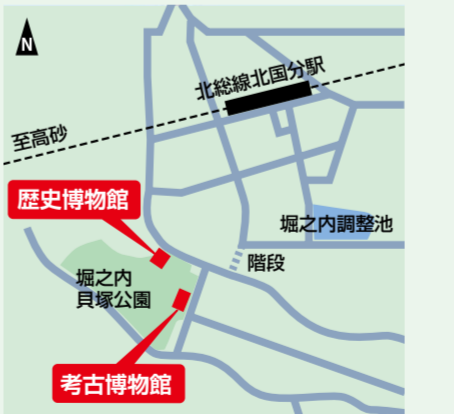 N
北総線北国分駅
至高砂
歴史博物館
堀之内調整池
階段
堀之内
貝塚公園
考古博物館